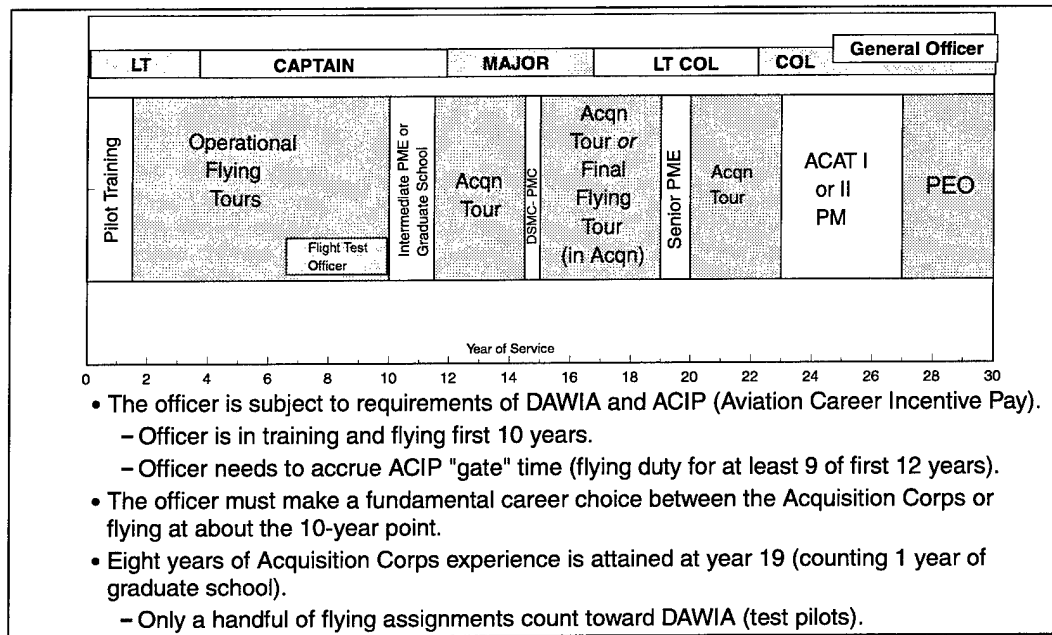 General Officer
LT CAPTAIN MAJOR LT COL COL
Pilot Training
Operational
Flying
Tours
Flight Test
Officer
Intermediate PME or
Graduate School
Acqn
Tour
DSMC- PMC
Acqn
Tour or
Final
Flying
Tour
(in Acqn)
Senior PME
Acqn
Tour
ACAT I
or II
PM
PEO
Year of Service
0 2 4 6 8 10 12 14 16 18 20 22 24 26 28 30
• The officer is subject to requirements of DAWIA and ACIP (Aviation Career Incentive Pay).
– Officer is in training and flying first 10 years.
– Officer needs to accrue ACIP "gate" time (flying duty for at least 9 of first 12 years).
• The officer must make a fundamental career choice between the Acquisition Corps or
flying at about the 10-year point.
• Eight years of Acquisition Corps experience is attained at year 19 (counting 1 year of
graduate school).
– Only a handful of flying assignments count toward DAWIA (test pilots).